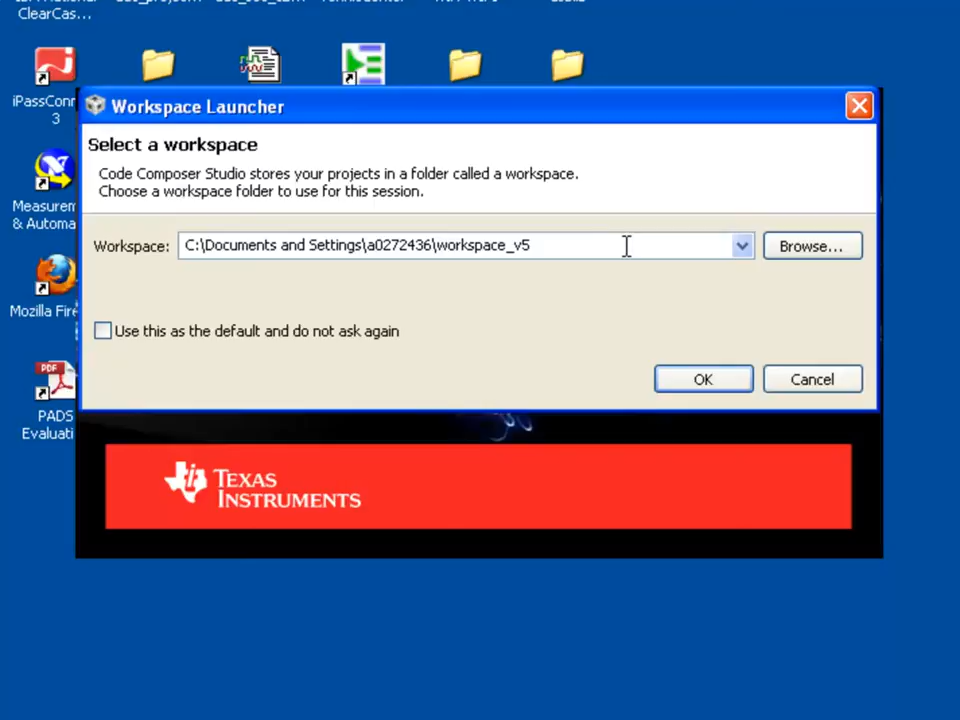 ClearCas...
iPassConn
3
Measurem
& Automa
Mozilla Fire
PADS
Evaluati
Workspace Launcher
Select a workspace
Code Composer Studio stores your projects in a folder called a workspace.
Choose a workspace folder to use for this session.
Workspace:
C:\Documents and Settings\a0272436\workspace_v5
Browse...
Use this as the default and do not ask again
OK
Cancel
PDF
TEXAS
INSTRUMENTS